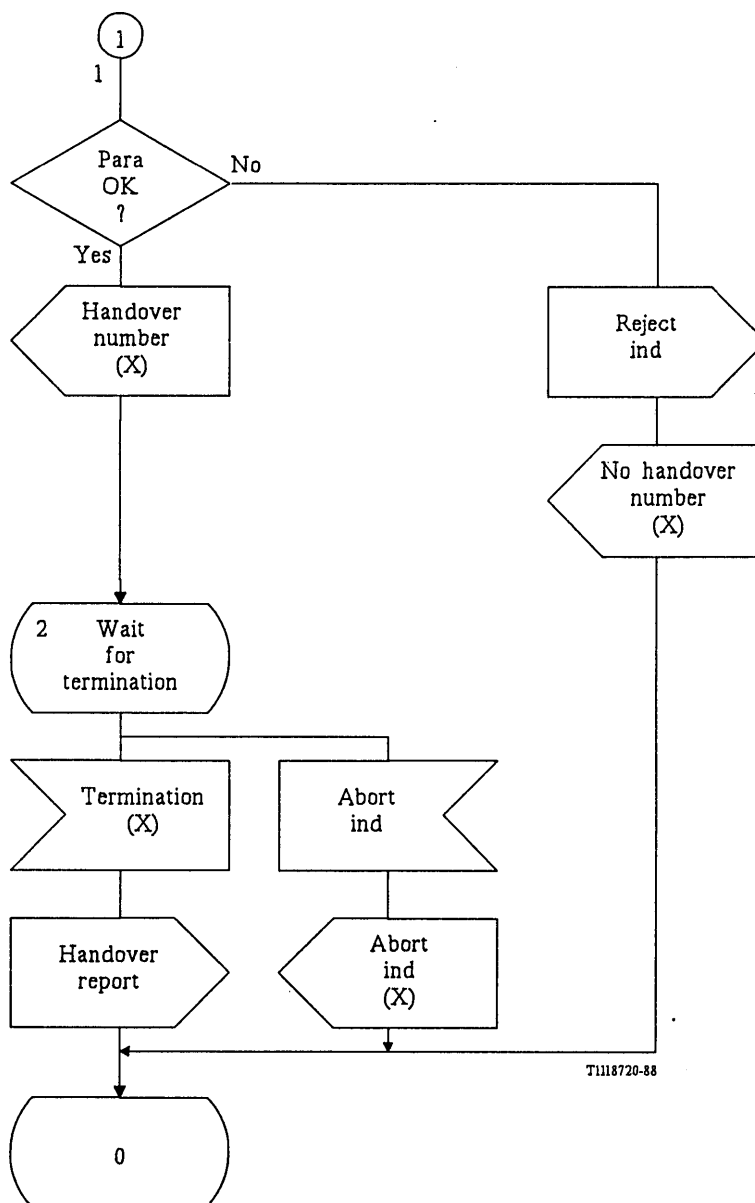 1
1
Para
OK
?
No
Yes
Handover
number
(X)
Reject
ind
No handover
number
(X)
2 Wait
for
termination
Termination
(X)
Abort
ind
Handover
report
Abort
ind
(X)
T1118720-88
0